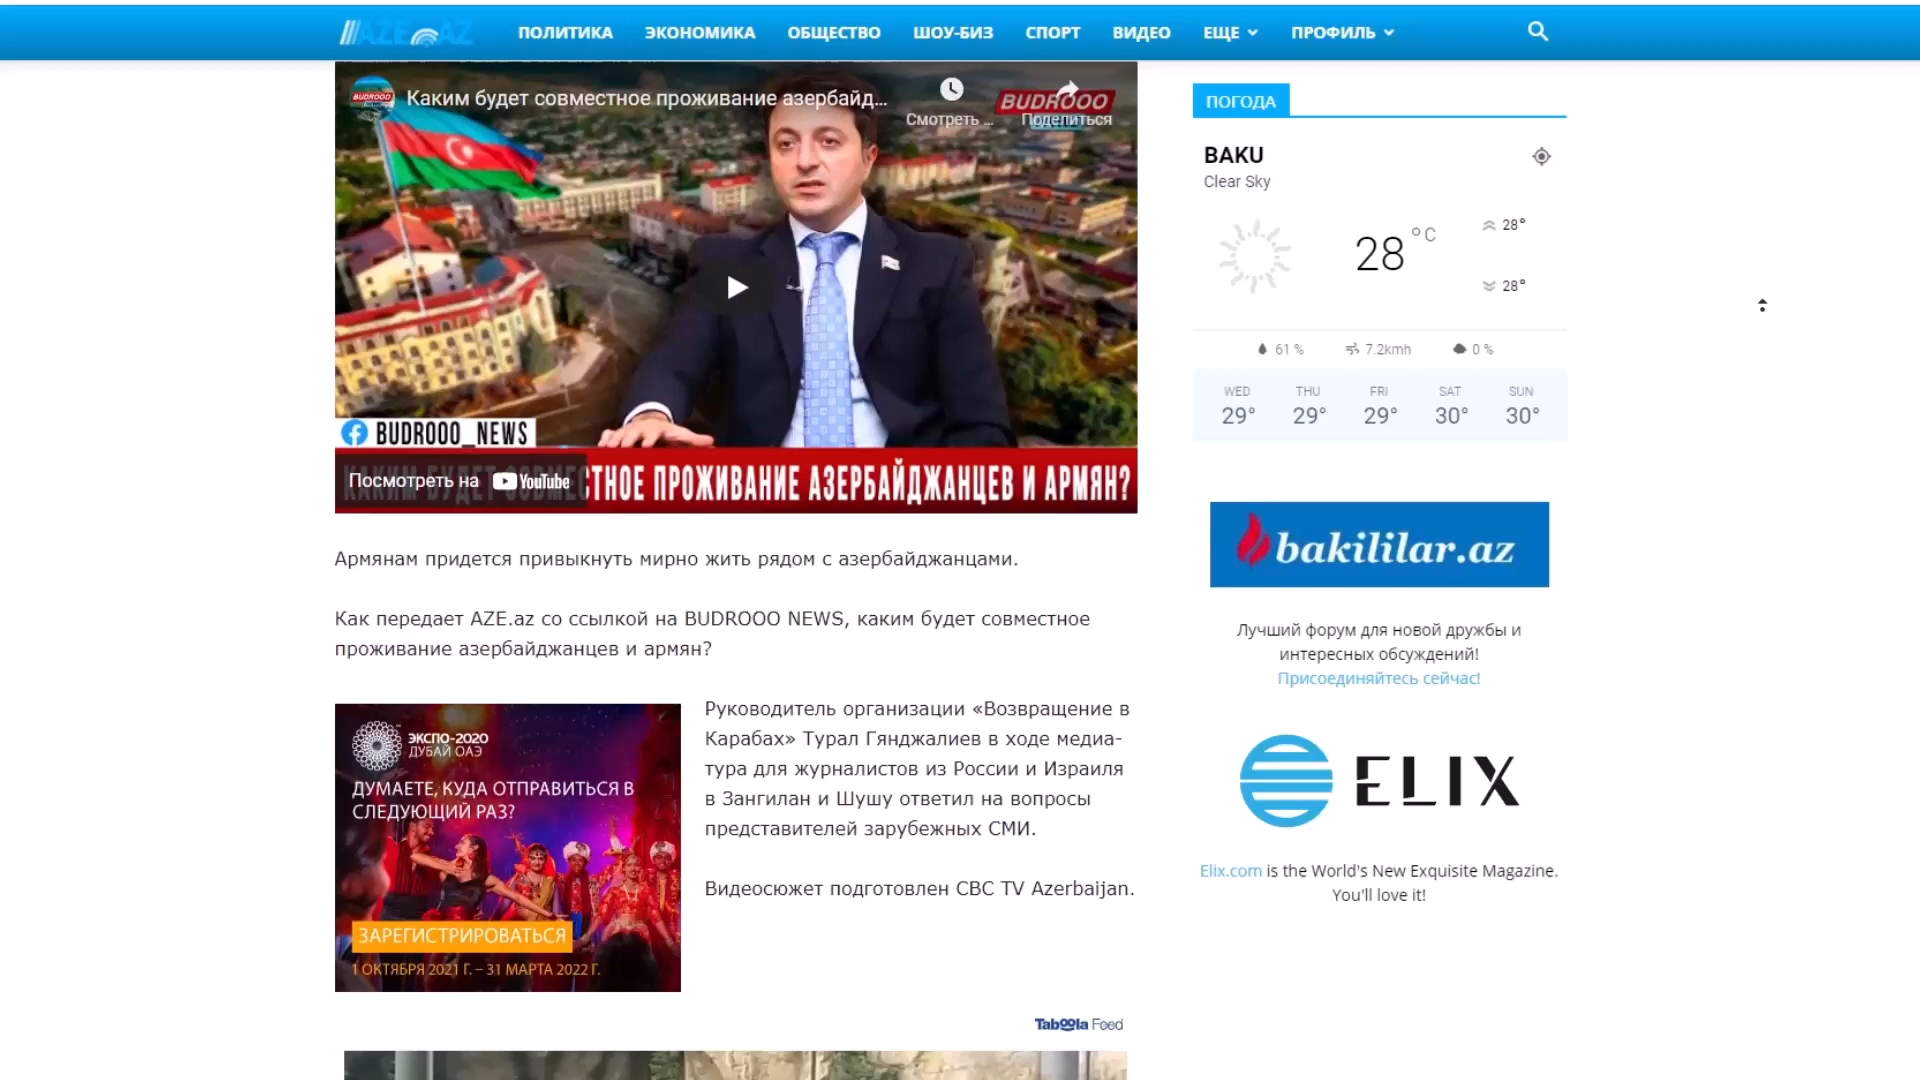 AZE.AZ
ПОЛИТИКА ЭКОНОМИКА ОБЩЕСТВО ШОУ-БИЗ СПОРТ ВИДЕО ЕЩЕ ПРОФИЛЬ
BUDROOO
Каким будет совместное проживание азербайд...
Смотреть ...
Поделиться
BUDROOO
BUDROOO_NEWS
Посмотреть на YouTube
КАКИМ БУДЕТ СОВМЕСТНОЕ ПРОЖИВАНИЕ АЗЕРБАЙДЖАНЦЕВ И АРМЯН?
Армянам придется привыкнуть мирно жить рядом с азербайджанцами.
Как передает AZE.az со ссылкой на BUDROOO NEWS, каким будет совместное
проживание азербайджанцев и армян?
ЭКСПО-2020
ДУБАЙ ОАЭ
ДУМАЕТЕ, КУДА ОТПРАВИТЬСЯ В
СЛЕДУЮЩИЙ РАЗ?
ЗАРЕГИСТРИРОВАТЬСЯ
1 ОКТЯБРЯ 2021 Г. – 31 МАРТА 2022 Г.
Руководитель организации «Возвращение в
Карабах» Турал Гянджалиев в ходе медиа-
тура для журналистов из России и Израиля
в Зангилан и Шушу ответил на вопросы
представителей зарубежных СМИ.
Видеосюжет подготовлен CBC TV Azerbaijan.
Taboola Feed
ПОГОДА
BAKU
Clear Sky
28 °C
28°
28°
61 % 7.2kmh 0 %
WED THU FRI SAT SUN
29° 29° 29° 30° 30°
bakililar.az
Лучший форум для новой дружбы и
интересных обсуждений!
Присоединяйтесь сейчас!
ELIX
Elix.com is the World's New Exquisite Magazine.
You'll love it!